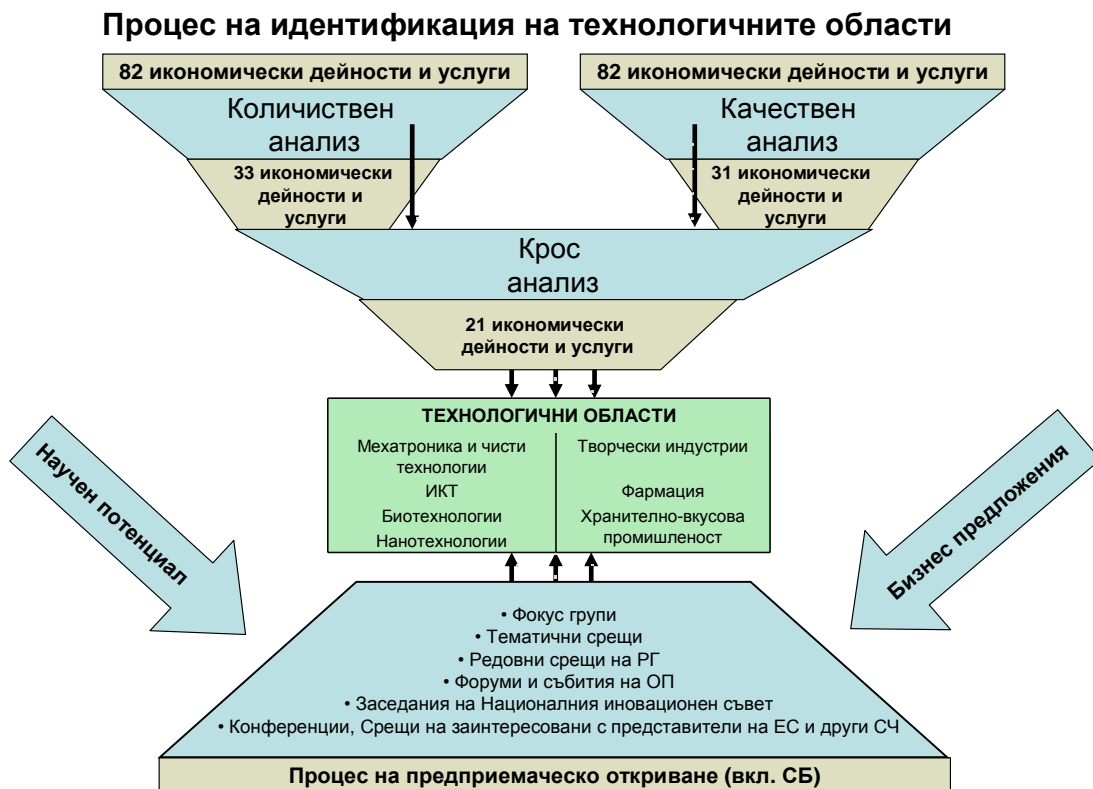 Процес на идентификация на технологичните области
82 икономически дейности и услуги
82 икономически дейности и услуги
Количиствен
анализ
Качествен
анализ
33 икономически
дейности и
услуги
31 икономически
дейности и
услуги
Крос
анализ
21 икономически
дейности и услуги
ТЕХНОЛОГИЧНИ ОБЛАСТИ
Мехатроника и чисти
технологии
ИКТ
Биотехнологии
Нанотехнологии
Творчески индустрии
Фармация
Хранително-вкусова
промишленост
Научен потенциал
Бизнес предложения
• Фокус групи
• Тематични срещи
• Редовни срещи на РГ
• Форуми и събития на ОП
• Заседания на Националния иновационен съвет
• Конференции, Срещи на заинтересовани с представители на ЕС и други СЧ
Процес на предприемаческо откриване (вкл. СБ)